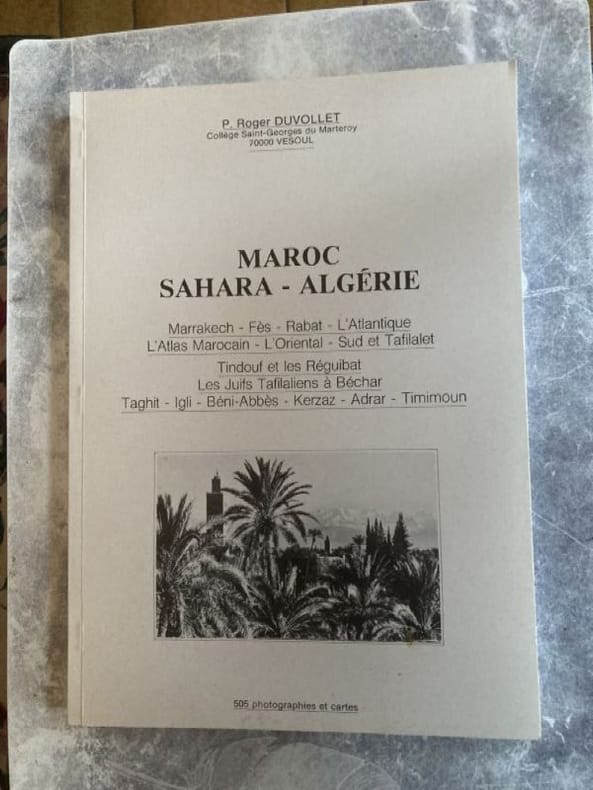 P. Roger DUVOLLET
Collège Saint-Georges du Marteroy
70000 VESOUL
MAROC
SAHARA - ALGÉRIE
Marrakech - Fès - Rabat - L'Atlantique
L'Atlas Marocain - L'Oriental - Sud et Tafilalet
Tindouf et les Réguibat
Les Juifs Tafilaliens à Béchar
Taghit - Igli - Béni-Abbès - Kerzaz - Adrar - Timimoun
505 photographies et cartes